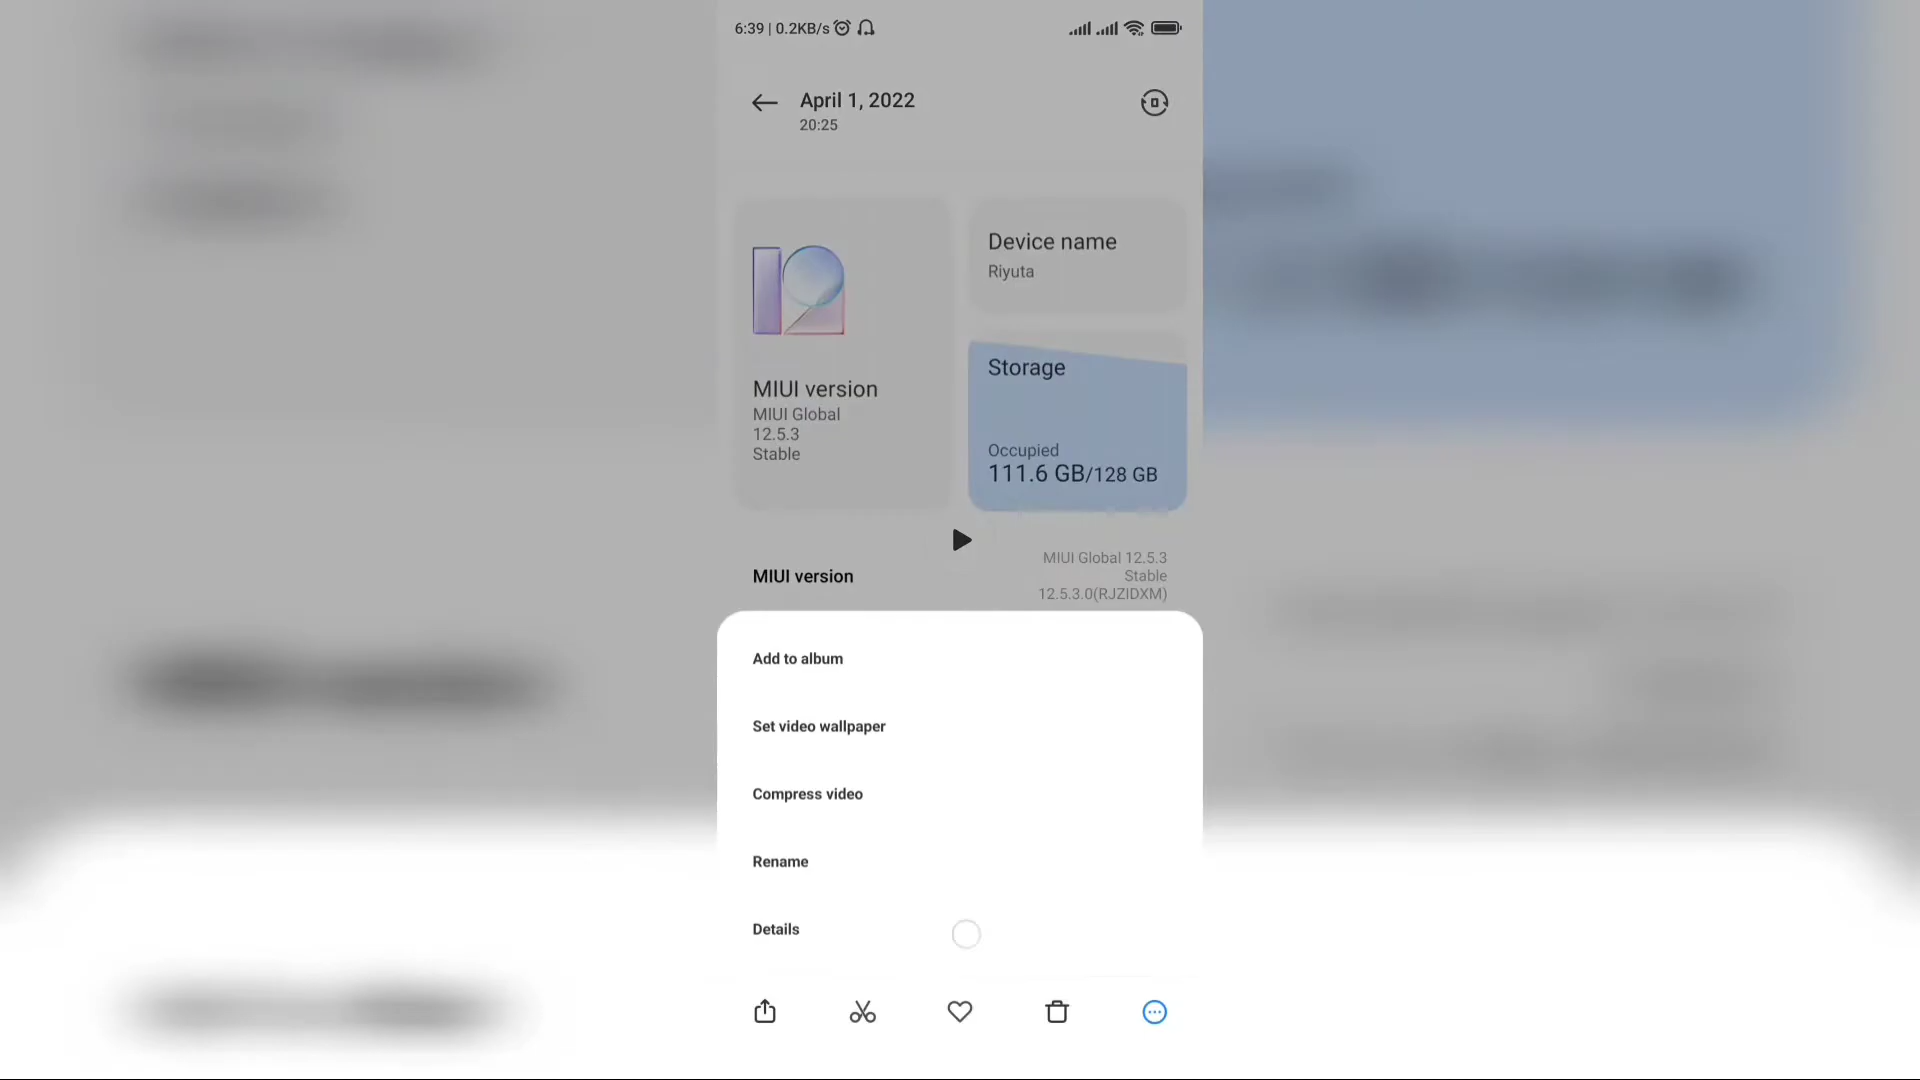 6:39 | 0.2KB/s
April 1, 2022
20:25
Device name
Riyuta
MIUI version
MIUI Global
12.5.3
Stable
Storage
Occupied
111.6 GB/128 GB
MIUI version
MIUI Global 12.5.3
Stable
12.5.3.0(RJZIDXM)
Add to album
Set video wallpaper
Compress video
Rename
Details